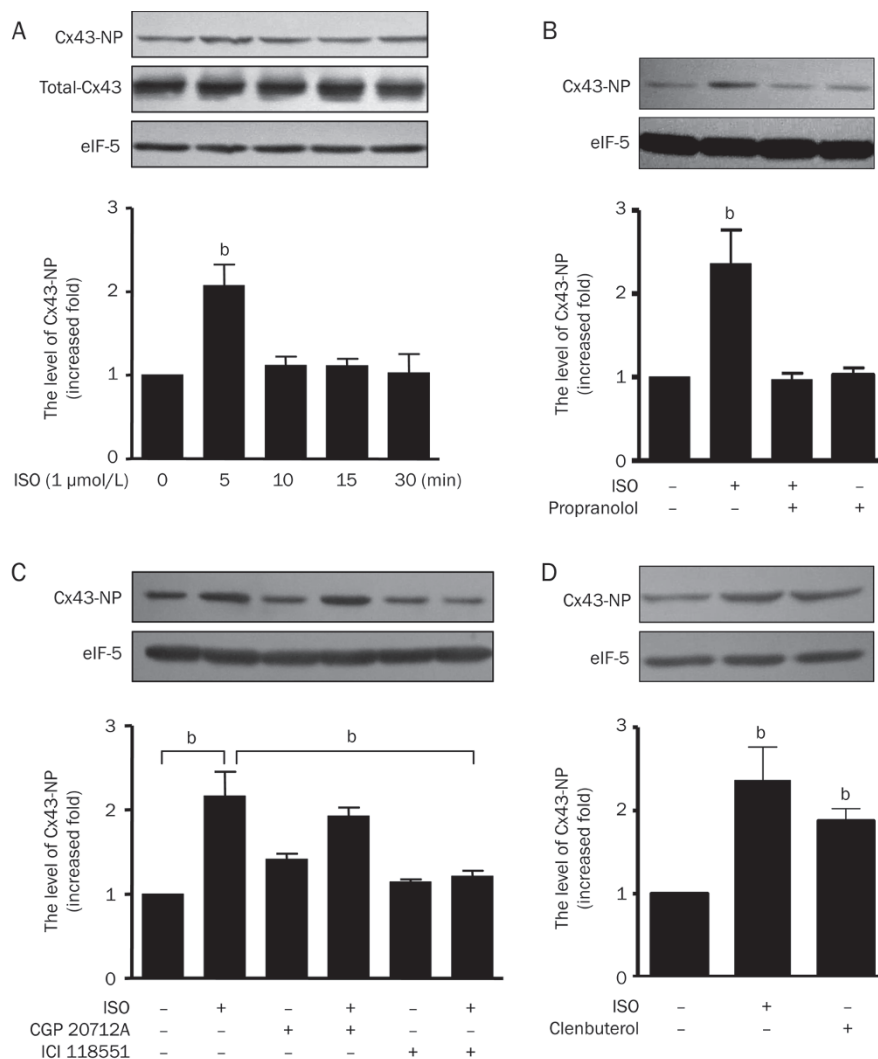 A
Cx43-NP
Total-Cx43
eIF-5
3
2
1
0
The level of Cx43-NP
(increased fold)
b
ISO (1 μmol/L) 0 5 10 15 30 (min)
B
Cx43-NP
eIF-5
3
2
1
0
The level of Cx43-NP
(increased fold)
b
ISO – + + –
Propranolol – – + +
C
Cx43-NP
eIF-5
3
2
1
0
The level of Cx43-NP
(increased fold)
b b
ISO – + – + – +
CGP 20712A – – + + – –
ICI 118551 – – – – + +
D
Cx43-NP
eIF-5
3
2
1
0
The level of Cx43-NP
(increased fold)
b
b
ISO – + –
Clenbuterol – – +